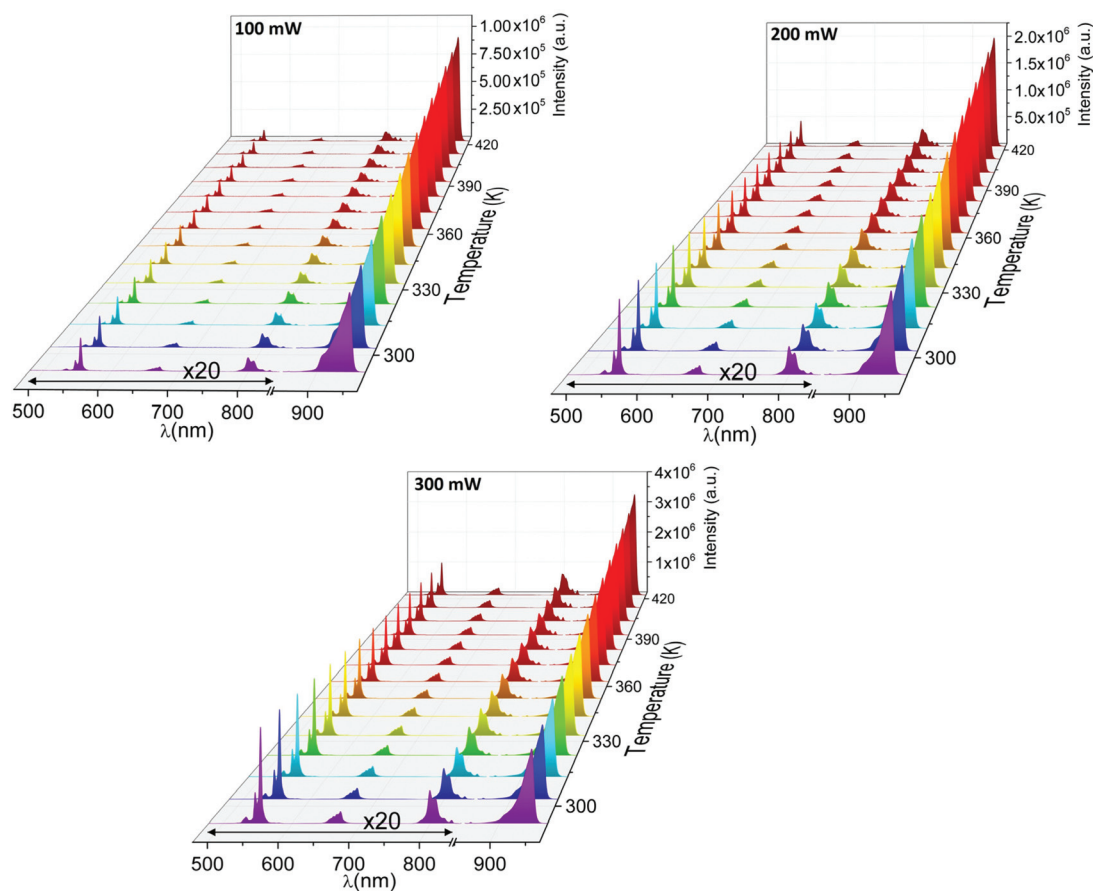 100 mW
1.00x10⁶
7.50x10⁵
5.00x10⁵
2.50x10⁵
Intensity (a.u.)
420
390
360
330
300
Temperature (K)
x20
500 600 700 800 900
λ(nm)
200 mW
2.0x10⁶
1.5x10⁶
1.0x10⁶
5.0x10⁵
Intensity (a.u.)
420
390
360
330
300
Temperature (K)
x20
500 600 700 800 900
λ(nm)
300 mW
4x10⁶
3x10⁶
2x10⁶
1x10⁶
Intensity (a.u.)
420
390
360
330
300
Temperature (K)
x20
500 600 700 800 900
λ(nm)